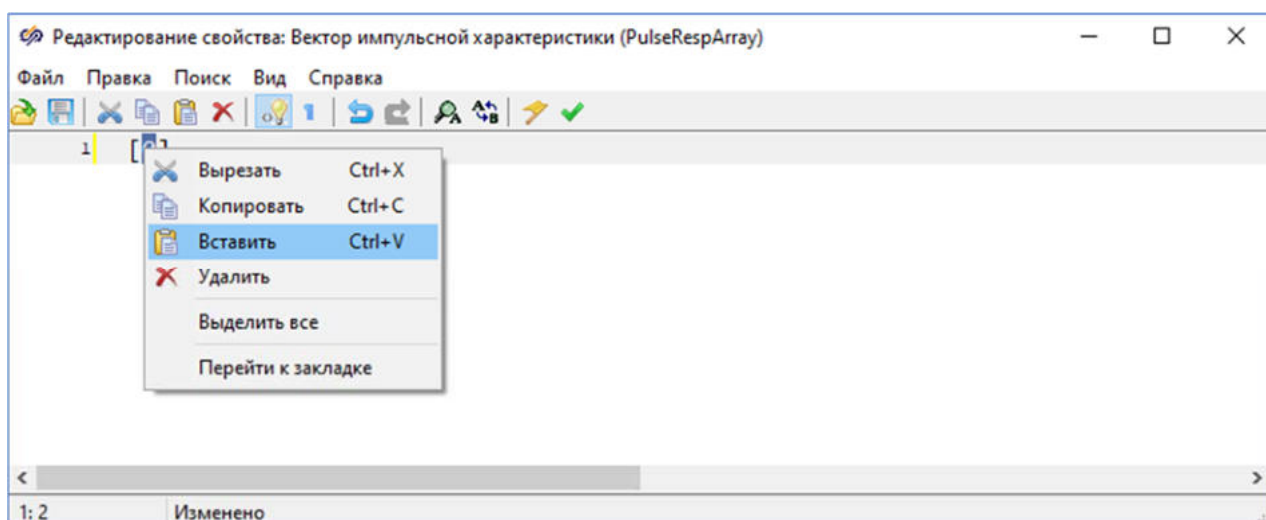 Редактирование свойства: Вектор импульсной характеристики (PulseRespArray)
Файл Правка Поиск Вид Справка
1 [
Вырезать Ctrl+X
Копировать Ctrl+C
Вставить Ctrl+V
Удалить
Выделить все
Перейти к закладке
1: 2 Изменено